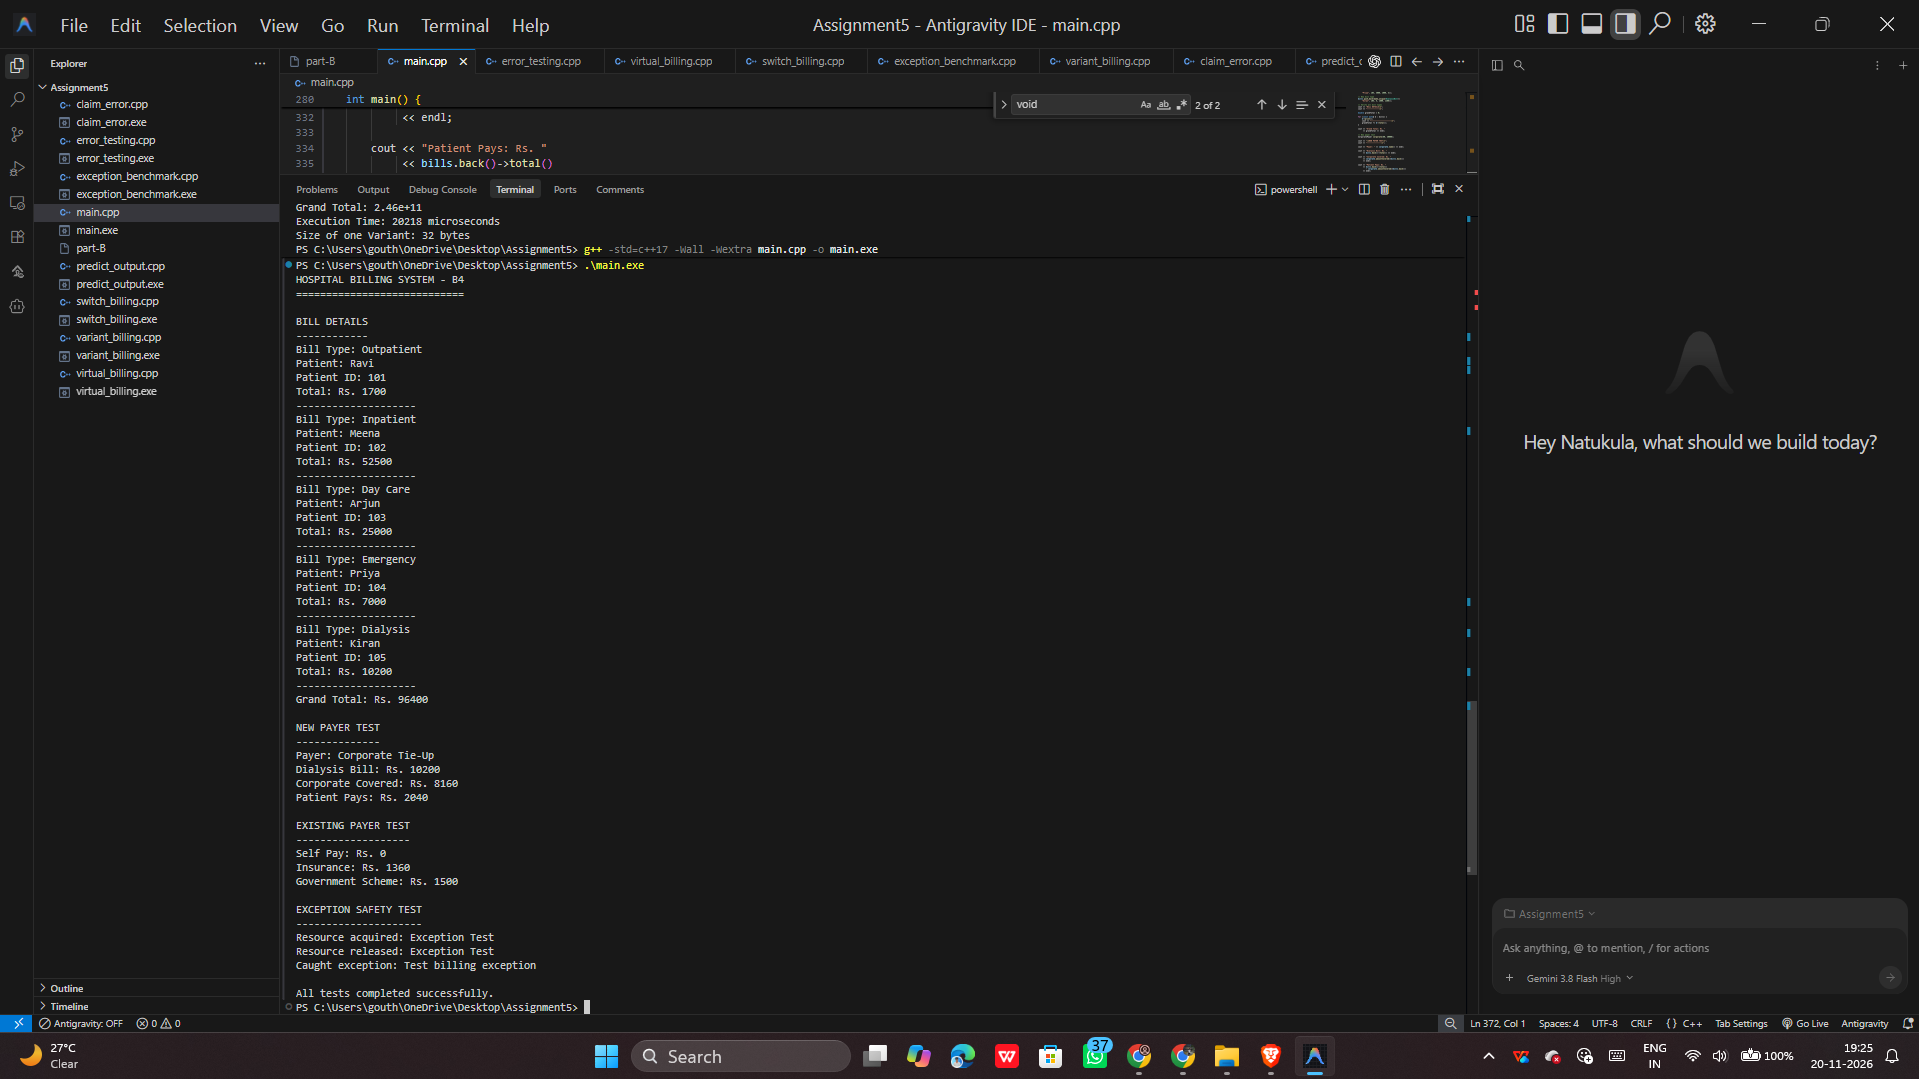 File Edit Selection View Go Run Terminal Help
Assignment5 - Antigravity IDE - main.cpp
Explorer
Assignment5
claim_error.cpp
claim_error.exe
error_testing.cpp
error_testing.exe
exception_benchmark.cpp
exception_benchmark.exe
main.cpp
main.exe
part-B
predict_output.cpp
predict_output.exe
switch_billing.cpp
switch_billing.exe
variant_billing.cpp
variant_billing.exe
virtual_billing.cpp
virtual_billing.exe
Outline
Timeline
part-B main.cpp error_testing.cpp virtual_billing.cpp switch_billing.cpp exception_benchmark.cpp variant_billing.cpp claim_error.cpp predict_c
main.cpp
280 int main() {
332 << endl;
333
334 cout << "Patient Pays: Rs. "
335 << bills.back()->total()
void Aa ab 2 of 2
Problems Output Debug Console Terminal Ports Comments
powershell
Grand Total: 2.46e+11
Execution Time: 20218 microseconds
Size of one Variant: 32 bytes
PS C:\Users\gouth\OneDrive\Desktop\Assignment5> g++ -std=c++17 -Wall -Wextra main.cpp -o main.exe
PS C:\Users\gouth\OneDrive\Desktop\Assignment5> .\main.exe
HOSPITAL BILLING SYSTEM - B4
============================
BILL DETAILS
------------
Bill Type: Outpatient
Patient: Ravi
Patient ID: 101
Total: Rs. 1700
--------------------
Bill Type: Inpatient
Patient: Meena
Patient ID: 102
Total: Rs. 52500
--------------------
Bill Type: Day Care
Patient: Arjun
Patient ID: 103
Total: Rs. 25000
--------------------
Bill Type: Emergency
Patient: Priya
Patient ID: 104
Total: Rs. 7000
--------------------
Bill Type: Dialysis
Patient: Kiran
Patient ID: 105
Total: Rs. 10200
--------------------
Grand Total: Rs. 96400
NEW PAYER TEST
--------------
Payer: Corporate Tie-Up
Dialysis Bill: Rs. 10200
Corporate Covered: Rs. 8160
Patient Pays: Rs. 2040
EXISTING PAYER TEST
-------------------
Self Pay: Rs. 0
Insurance: Rs. 1360
Government Scheme: Rs. 1500
EXCEPTION SAFETY TEST
---------------------
Resource acquired: Exception Test
Resource released: Exception Test
Caught exception: Test billing exception
All tests completed successfully.
PS C:\Users\gouth\OneDrive\Desktop\Assignment5>
Hey Natukula, what should we build today?
Assignment5
Ask anything, @ to mention, / for actions
Gemini 3.8 Flash High
Antigravity: OFF 0 0
Ln 372, Col 1 Spaces: 4 UTF-8 CRLF { } C++ Tab Settings Go Live Antigravity
27°C
Clear
Search
37
ENG
IN
100%
19:25
20-11-2026